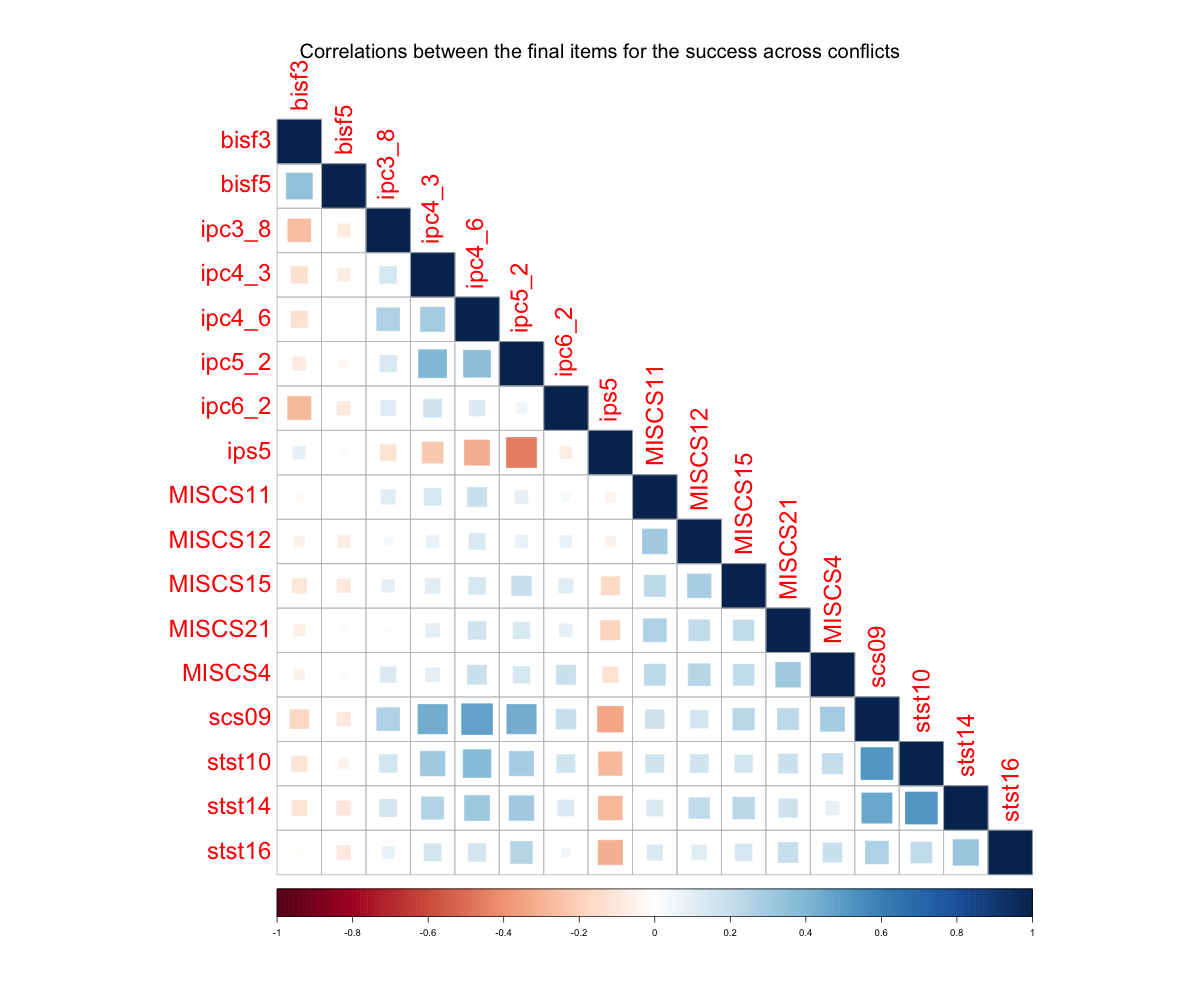 Correlations between the final items for the success across conflicts
bisf3
bisf5
ipc3_8
ipc4_3
ipc4_6
ipc5_2
ipc6_2
ips5
MISCS11
MISCS12
MISCS15
MISCS21
MISCS4
scs09
stst10
stst14
stst16
bisf3
bisf5
ipc3_8
ipc4_3
ipc4_6
ipc5_2
ipc6_2
ips5
MISCS11
MISCS12
MISCS15
MISCS21
MISCS4
scs09
stst10
stst14
stst16
-1 -0.8 -0.6 -0.4 -0.2 0 0.2 0.4 0.6 0.8 1